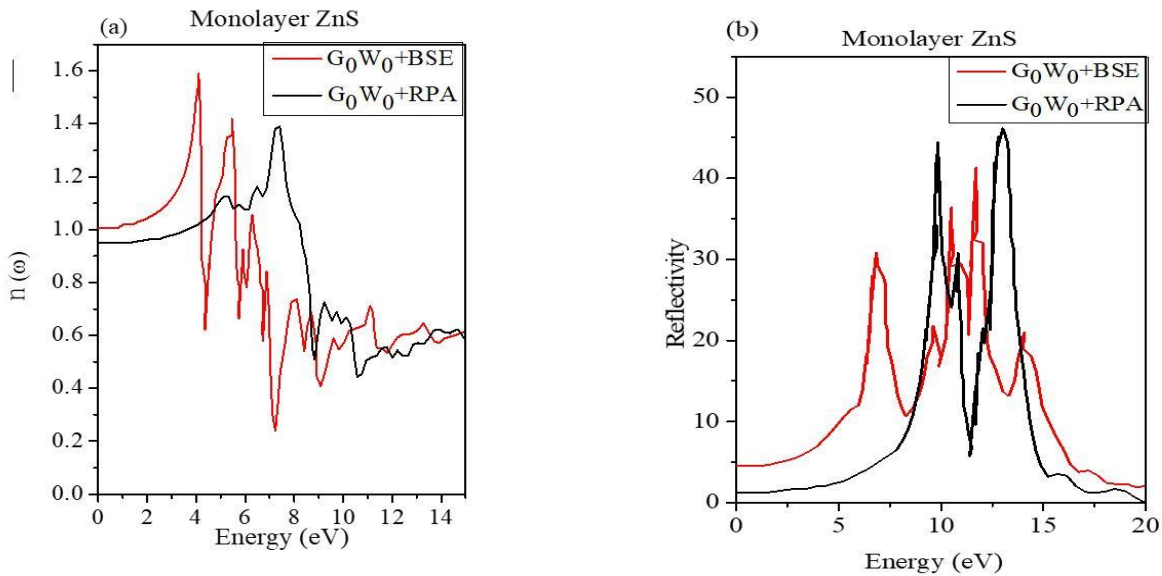 (a)
Monolayer ZnS
G0W0+BSE
G0W0+RPA
1.6
1.4
1.2
1.0
0.8
0.6
0.4
0.2
0.0
n (ω)
0 2 4 6 8 10 12 14
Energy (eV)
(b)
Monolayer ZnS
G0W0+BSE
G0W0+RPA
50
40
30
20
10
0
Reflectivity
0 5 10 15 20
Energy (eV)